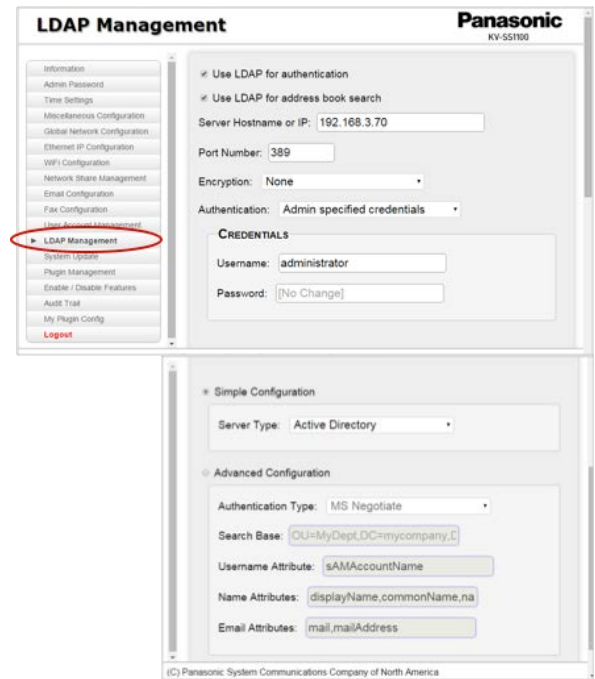 LDAP Management
Panasonic
KV-SS1100
Information
Admin Password
Time Settings
Miscellaneous Configuration
Global Network Configuration
Ethernet IP Configuration
WiFi Configuration
Network Share Management
Email Configuration
Fax Configuration
User Account Management
LDAP Management
System Update
Plugin Management
Enable / Disable Features
Audit Trail
My Plugin Config
Logout
Use LDAP for authentication
Use LDAP for address book search
Server Hostname or IP: 192.168.3.70
Port Number: 389
Encryption: None
Authentication: Admin specified credentials
CREDENTIALS
Username: administrator
Password: [No Change]
Simple Configuration
Server Type: Active Directory
Advanced Configuration
Authentication Type: MS Negotiate
Search Base: OU=MyDept,DC=mycompany,D
Username Attribute: sAMAccountName
Name Attributes: displayName,commonName,na
Email Attributes: mail,mailAddress
(C) Panasonic System Communications Company of North America